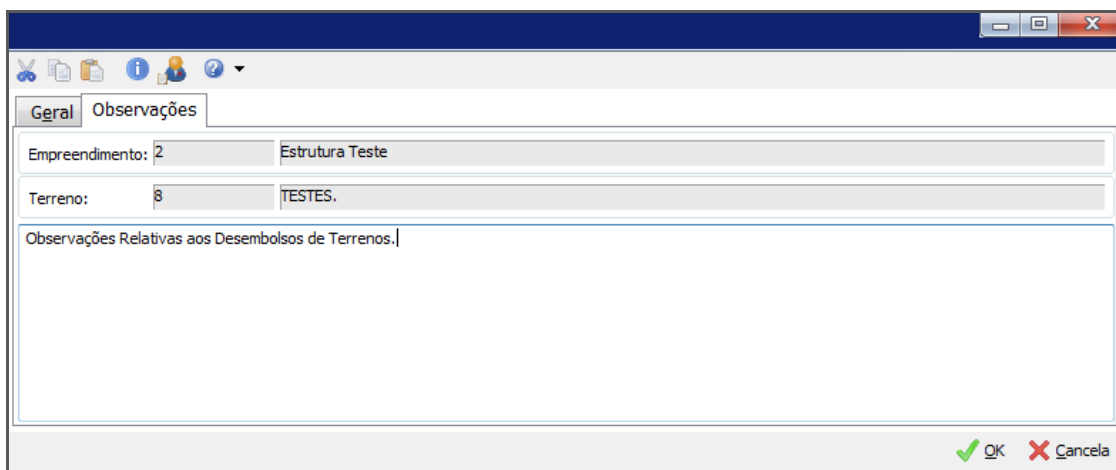 Geral Observações
Empreendimento: 2 Estrutura Teste
Terreno: 8 TESTES.
Observações Relativas aos Desembolsos de Terrenos.
OK Cancela